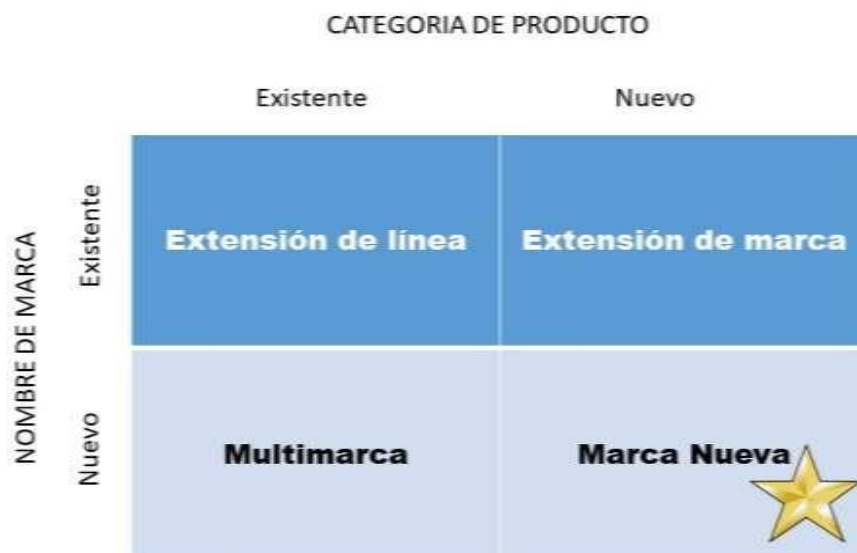 CATEGORIA DE PRODUCTO
Existente Nuevo
NOMBRE DE MARCA
Existente
Extensión de línea Extensión de marca
Nuevo
Multimarca Marca Nueva